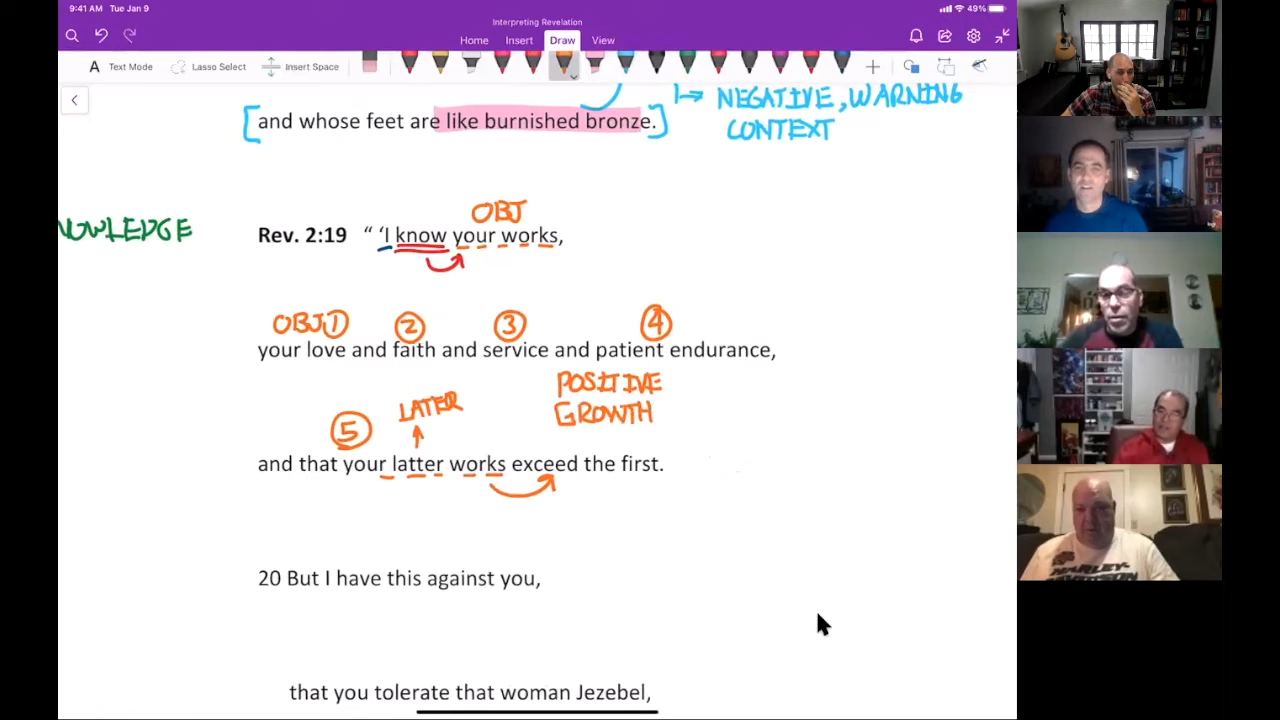 9:41 AM Tue Jan 9
49%
Interpreting Revelation
Home Insert Draw View
A Text Mode Lasso Select Insert Space
NEGATIVE, WARNING
CONTEXT
and whose feet are like burnished bronze.
OBJ
Rev. 2:19 “ ‘I know your works,
OBJ 1 2 3 4
your love and faith and service and patient endurance,
POSITIVE
GROWTH
LATER
5
and that your latter works exceed the first.
20 But I have this against you,
that you tolerate that woman Jezebel,
HARLEY-